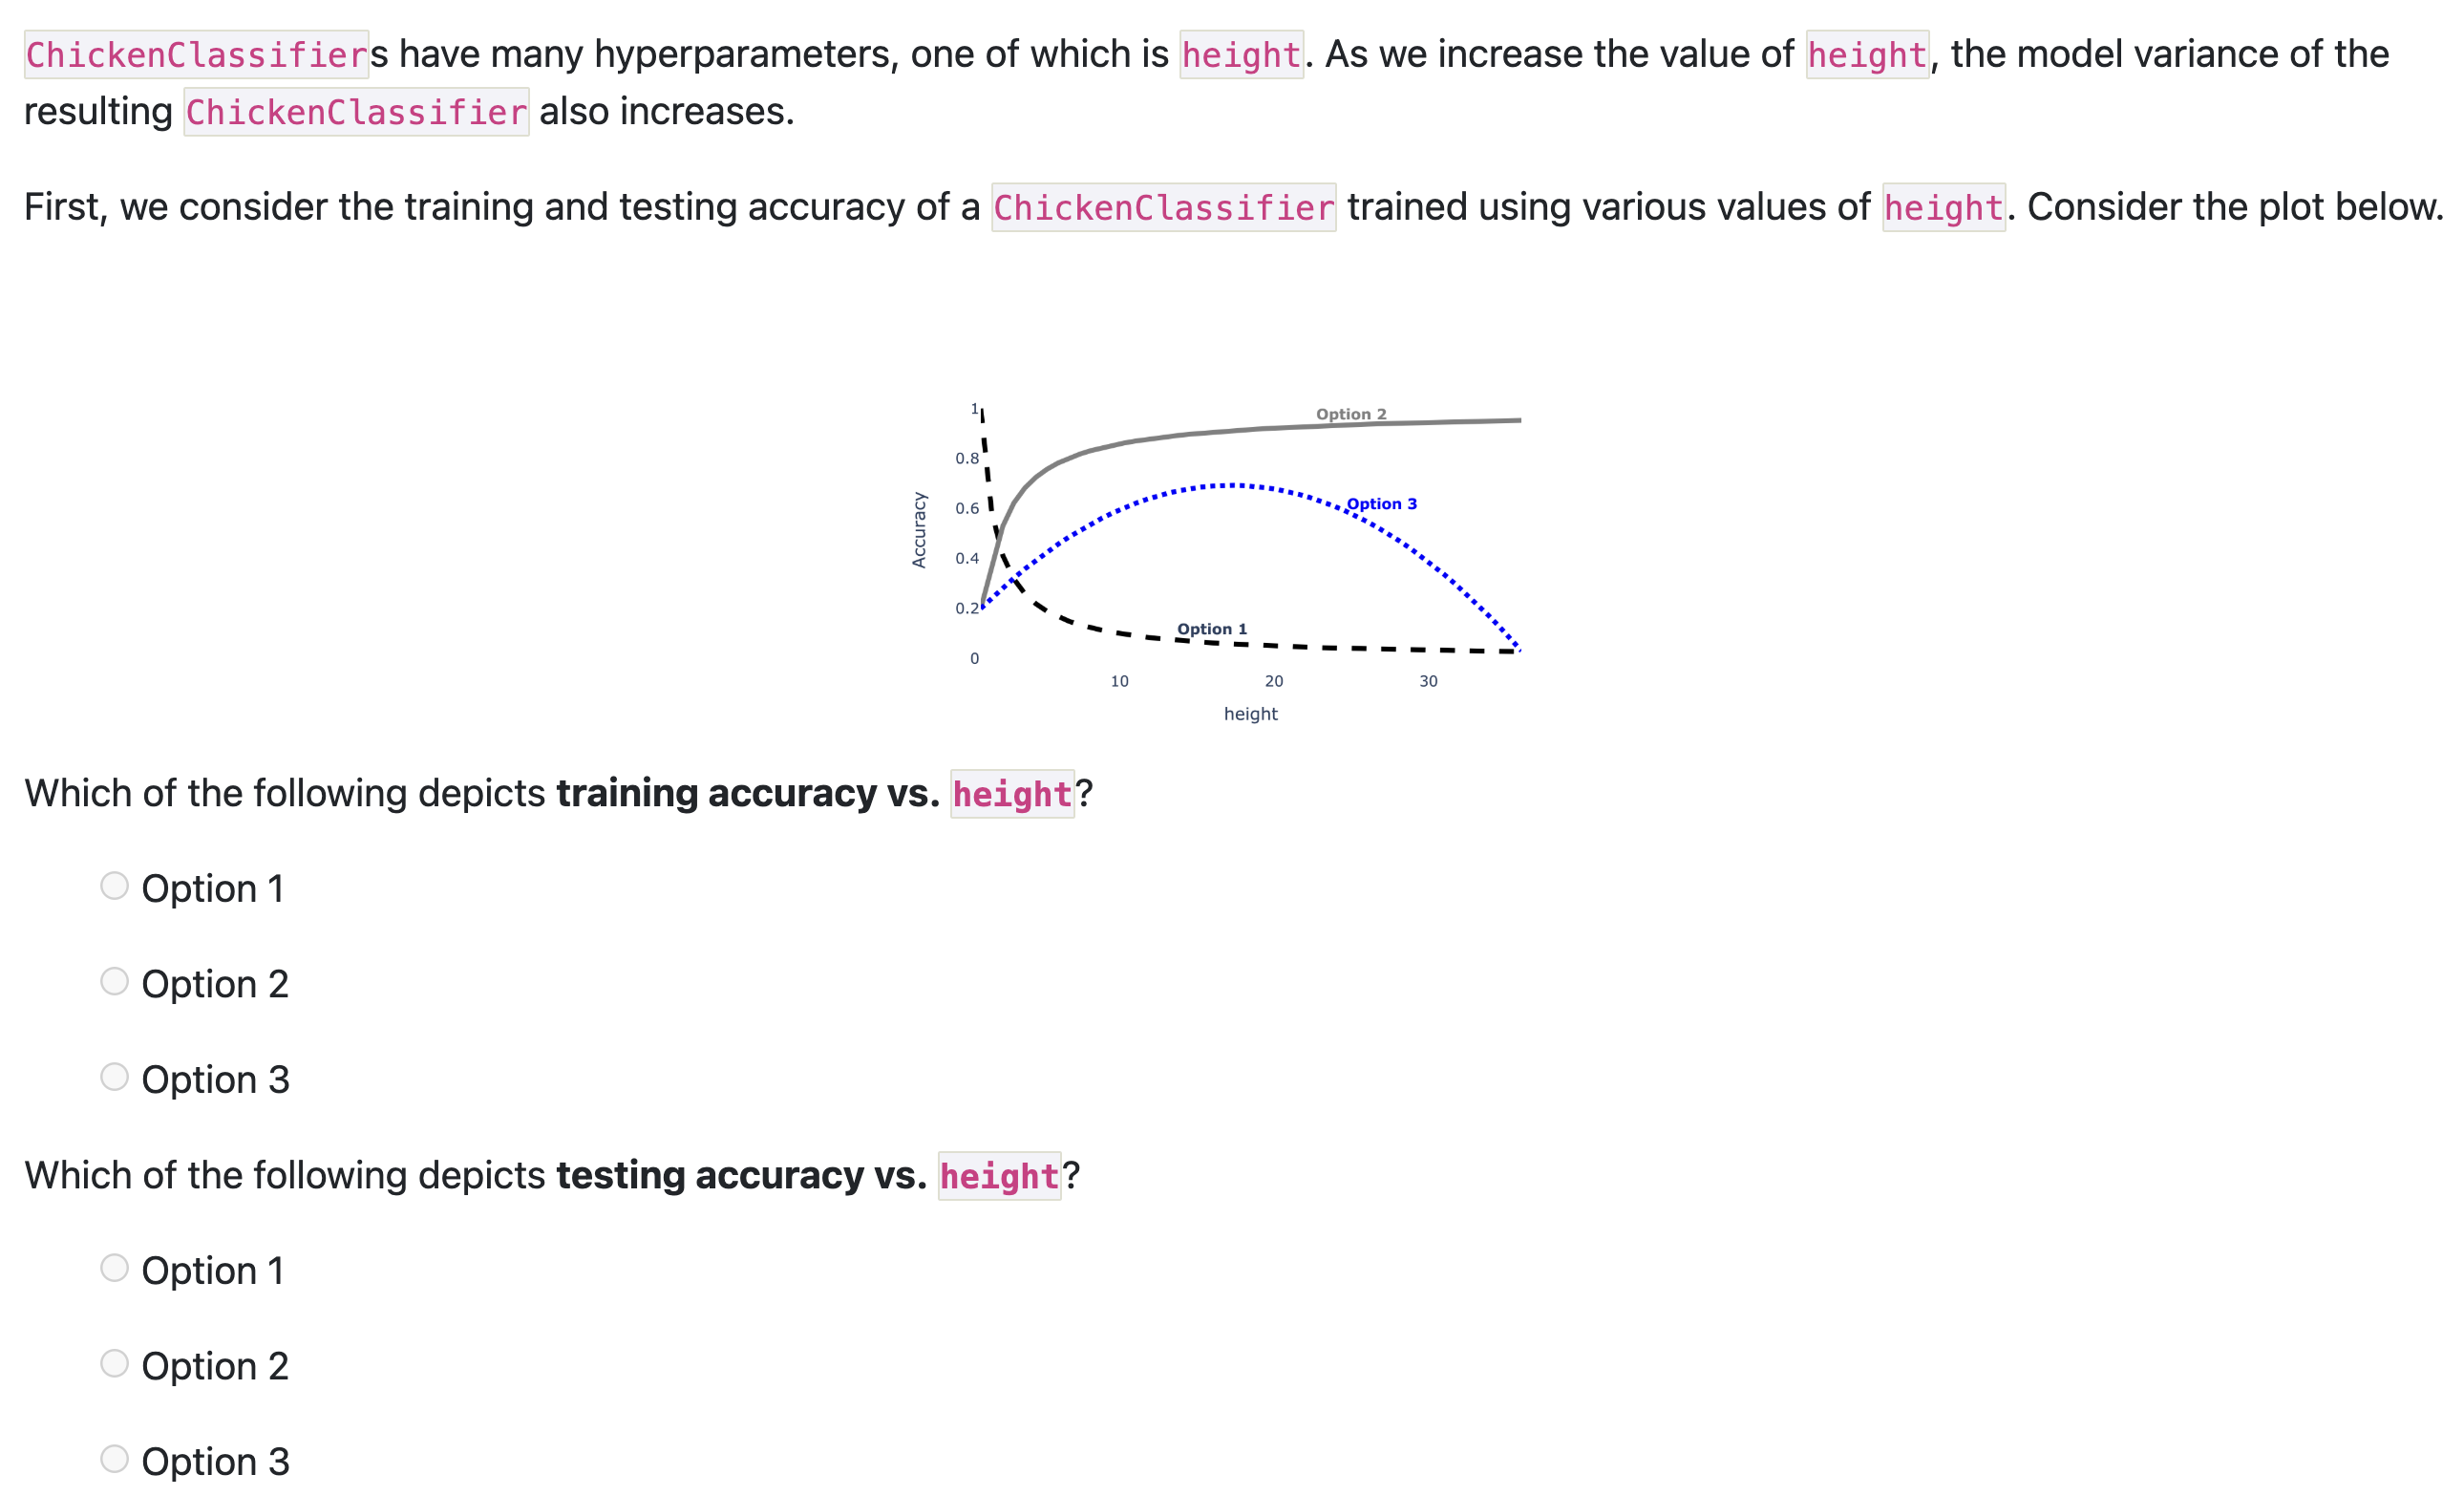 ChickenClassifiers have many hyperparameters, one of which is height. As we increase the value of height, the model variance of the
resulting ChickenClassifier also increases.
First, we consider the training and testing accuracy of a ChickenClassifier trained using various values of height. Consider the plot below.
1
0.8
0.6
0.4
0.2
0
Accuracy
Option 2
Option 3
Option 1
10 20 30
height
Which of the following depicts training accuracy vs. height?
Option 1
Option 2
Option 3
Which of the following depicts testing accuracy vs. height?
Option 1
Option 2
Option 3